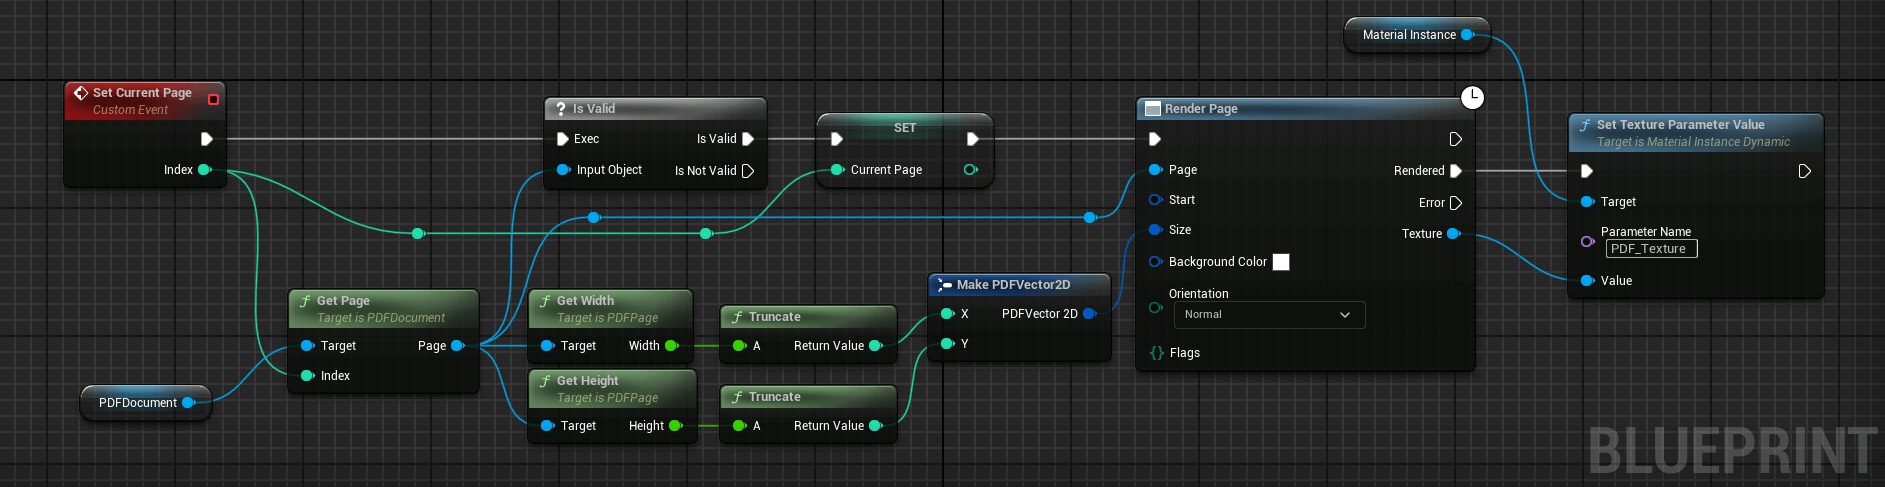 Material Instance
Set Current Page
Custom Event
Index
? Is Valid
Exec
Is Valid
Input Object
Is Not Valid
SET
Current Page
Render Page
Page
Start
Size
Background Color
Orientation
Normal
Flags
Rendered
Error
Texture
f Set Texture Parameter Value
Target is Material Instance Dynamic
Target
Parameter Name
PDF_Texture
Value
f Get Page
Target is PDFDocument
Target
Page
Index
PDFDocument
f Get Width
Target is PDFPage
Target
Width
f Truncate
A
Return Value
f Get Height
Target is PDFPage
Target
Height
f Truncate
A
Return Value
Make PDFVector2D
X
PDFVector 2D
Y
BLUEPRINT